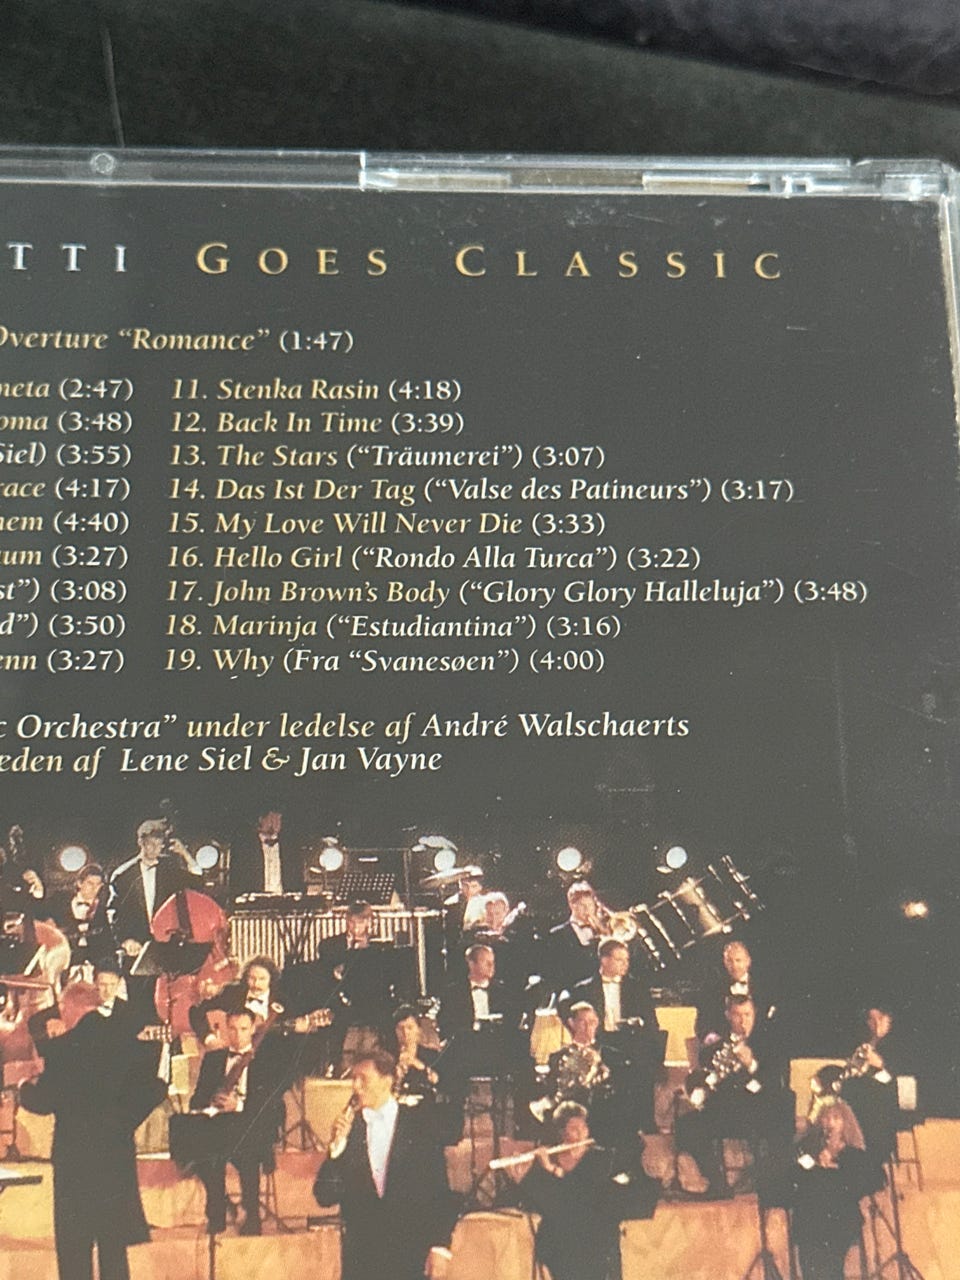 TTI GOES CLASSIC
Overture “Romance” (1:47)
neta (2:47) 11. Stenka Rasin (4:18)
oma (3:48) 12. Back In Time (3:39)
Siel) (3:55) 13. The Stars (“Träumerei”) (3:07)
race (4:17) 14. Das Ist Der Tag (“Valse des Patineurs”) (3:17)
hem (4:40) 15. My Love Will Never Die (3:33)
um (3:27) 16. Hello Girl (“Rondo Alla Turca”) (3:22)
st”) (3:08) 17. John Brown's Body (“Glory Glory Halleluja”) (3:48)
d”) (3:50) 18. Marinja (“Estudiantina”) (3:16)
enn (3:27) 19. Why (Fra “Svanesøen”) (4:00)
c Orchestra” under ledelse af André Walschaerts
eden af Lene Siel & Jan Vayne